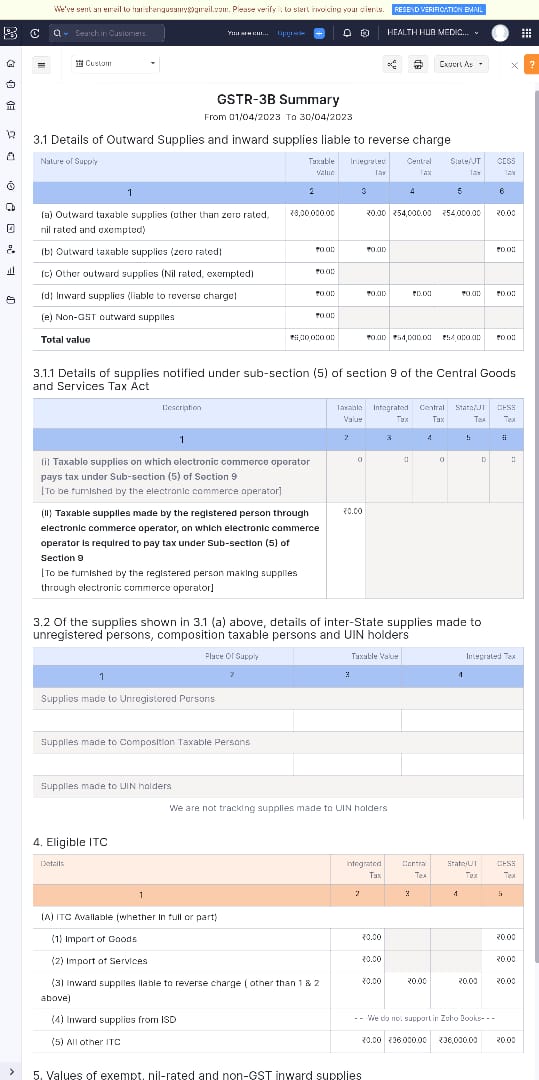 We've sent an email to harishangusamy@gmail.com. Please verify it to start invoicing your clients. RESEND VERIFICATION EMAIL
Search in Customers You are curr... Upgrade HEALTH HUB MEDIC...
Custom Export As
GSTR-3B Summary
From 01/04/2023 To 30/04/2023
3.1 Details of Outward Supplies and inward supplies liable to reverse charge
Nature of Supply Taxable Value Integrated Tax Central Tax State/UT Tax CESS Tax
1 2 3 4 5 6
(a) Outward taxable supplies (other than zero rated, ₹6,00,000.00 ₹0.00 ₹54,000.00 ₹54,000.00 ₹0.00
nil rated and exempted)
(b) Outward taxable supplies (zero rated) ₹0.00 ₹0.00 ₹0.00
(c) Other outward supplies (Nil rated, exempted) ₹0.00
(d) Inward supplies (liable to reverse charge) ₹0.00 ₹0.00 ₹0.00 ₹0.00 ₹0.00
(e) Non-GST outward supplies ₹0.00
Total value ₹6,00,000.00 ₹0.00 ₹54,000.00 ₹54,000.00 ₹0.00
3.1.1 Details of supplies notified under sub-section (5) of section 9 of the Central Goods
and Services Tax Act
Description Taxable Value Integrated Tax Central Tax State/UT Tax CESS Tax
1 2 3 4 5 6
(i) Taxable supplies on which electronic commerce operator 0 0 0 0 0
pays tax under Sub-section (5) of Section 9
[To be furnished by the electronic commerce operator]
(ii) Taxable supplies made by the registered person through ₹0.00
electronic commerce operator, on which electronic commerce
operator is required to pay tax under Sub-section (5) of
Section 9
[To be furnished by the registered person making supplies
through electronic commerce operator]
3.2 Of the supplies shown in 3.1 (a) above, details of inter-State supplies made to
unregistered persons, composition taxable persons and UIN holders
Place Of Supply Taxable Value Integrated Tax
1 2 3 4
Supplies made to Unregistered Persons
Supplies made to Composition Taxable Persons
Supplies made to UIN holders
We are not tracking supplies made to UIN holders
4. Eligible ITC
Details Integrated Tax Central Tax State/UT Tax CESS Tax
1 2 3 4 5
(A) ITC Available (whether in full or part)
(1) Import of Goods ₹0.00 ₹0.00
(2) Import of Services ₹0.00 ₹0.00
(3) Inward supplies liable to reverse charge ( other than 1 & 2 ₹0.00 ₹0.00 ₹0.00 ₹0.00
above)
(4) Inward supplies from ISD -- We do not support in Zoho Books---
(5) All other ITC ₹0.00 ₹36,000.00 ₹36,000.00 ₹0.00
5. Values of exempt, nil-rated and non-GST inward supplies